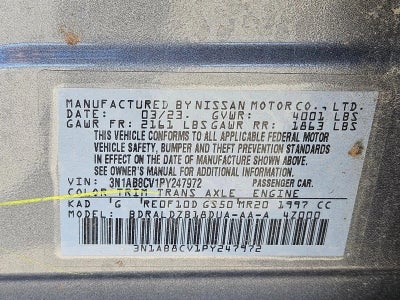 MANUFACTURED BY NISSAN MOTOR CO., LTD.
DATE: 03/23. GVWR: 4001 LBS
GAWR FR: 2161 LBS GAWR RR: 1863 LBS
THIS VEHICLE CONFORMS TO ALL APPLICABLE FEDERAL MOTOR
VEHICLE SAFETY, BUMPER AND THEFT PREVENTION STANDARDS
IN EFFECT ON THE DATE OF MANUFACTURE SHOWN ABOVE.
SEE OWNER'S MANUAL FOR ADDITIONAL INFORMATION
VIN: 3N1AB8CV1PY247972 PASSENGER CAR.
COLOR TRIM TRANS AXLE ENGINE
KAD 'G 'RE0F10D GS50 MR20 1997 CC
MODEL: BDRALDZB18DUA-AA-A 47000
3N1AB8CV1PY247972